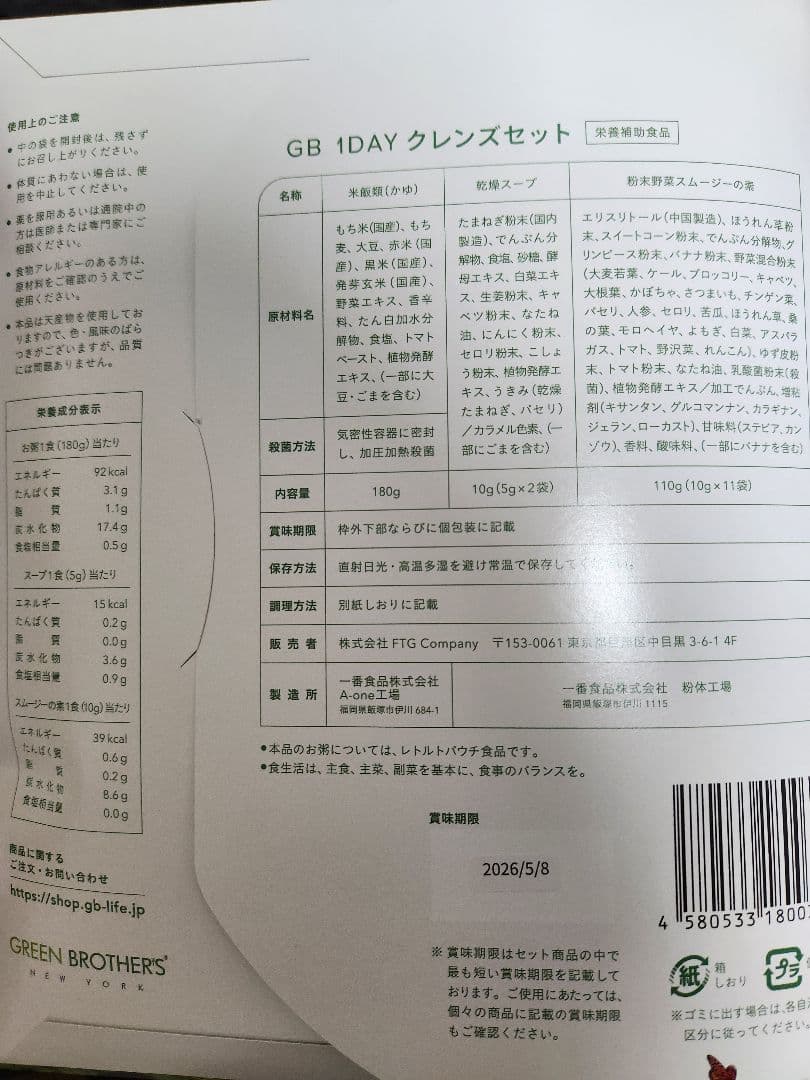 使用上のご注意
●中の袋を開封後は、残さず
にお召し上がりください。
●体質にあわない場合は、使
用を中止してください。
●薬を服用あるいは通院中の
方は医師または専門家にご
相談ください。
●食物アレルギーのある方は、
原材料をご確認のうえでご
使用ください。
●本品は天産物を使用してお
りますので、色・風味のばら
つきがございますが、品質
には問題ありません。
栄養成分表示
お粥1食(180g)当たり
エネルギー 92kcal
たんぱく質 3.1g
脂質 1.1g
炭水化物 17.4g
食塩相当量 0.5g
スープ1食(5g)当たり
エネルギー 15kcal
たんぱく質 0.2g
脂質 0.0g
炭水化物 3.6g
食塩相当量 0.9g
スムージーの素1食(10g)当たり
エネルギー 39kcal
たんぱく質 0.6g
脂質 0.2g
炭水化物 8.6g
食塩相当量 0.0g
商品に関する
ご注文・お問い合わせ
https://shop.gb-life.jp
GREEN BROTHER'S
NEW YORK
GB 1DAY クレンズセット 栄養補助食品
名称 米飯類(かゆ) 乾燥スープ 粉末野菜スムージーの素
原材料名
もち米(国産)、もち
麦、大豆、赤米(国
産)、黒米(国産)、
発芽玄米(国産)、
野菜エキス、香辛
料、たん白加水分
解物、食塩、トマト
ペースト、植物発酵
エキス、(一部に大
豆・ごまを含む)
たまねぎ粉末(国内
製造)、でんぷん分
解物、食塩、砂糖、酵
母エキス、白菜エキ
ス、生姜粉末、キャ
ベツ粉末、なたね
油、にんにく粉末、
セロリ粉末、こしょ
う粉末、植物発酵エ
キス、うきみ(乾燥
たまねぎ、パセリ)
/カラメル色素、(一
部にごまを含む)
エリスリトール(中国製造)、ほうれん草粉
末、スイートコーン粉末、でんぷん分解物、グ
リンピース粉末、バナナ粉末、野菜混合粉末
(大麦若葉、ケール、ブロッコリー、キャベツ、
大根葉、かぼちゃ、さつまいも、チンゲン菜、
パセリ、人参、セロリ、苦瓜、ほうれん草、桑
の葉、モロヘイヤ、よもぎ、白菜、アスパラ
ガス、トマト、野沢菜、れんこん)、ゆず皮粉
末、トマト粉末、なたね油、乳酸菌粉末(殺
菌)、植物発酵エキス/加工でんぷん、増粘
剤(キサンタン、グルコマンナン、カラギナン、
ジェラン、ローカスト)、甘味料(ステビア、カン
ゾウ)、香料、酸味料、(一部にバナナを含む)
殺菌方法
気密性容器に密封
し、加圧加熱殺菌
内容量 180g 10g(5g×2袋) 110g(10g×11袋)
賞味期限 枠外下部ならびに個包装に記載
保存方法 直射日光・高温多湿を避け常温で保存してください。
調理方法 別紙しおりに記載
販売者 株式会社 FTG Company 〒153-0061 東京都目黒区中目黒 3-6-1 4F
製造所
一番食品株式会社
A-one工場
福岡県飯塚市伊川 684-1
一番食品株式会社 粉体工場
福岡県飯塚市伊川 1115
●本品のお粥については、レトルトパウチ食品です。
●食生活は、主食、主菜、副菜を基本に、食事のバランスを。
賞味期限
2026/5/8
※賞味期限はセット商品の中で
最も短い賞味期限を記載して
おります。ご使用にあたっては、
個々の商品に記載の賞味期限
もご確認ください。
4 580533 18007
紙
箱
しおり
プラ
※ゴミに出す場合は、各自
区分に従ってください。